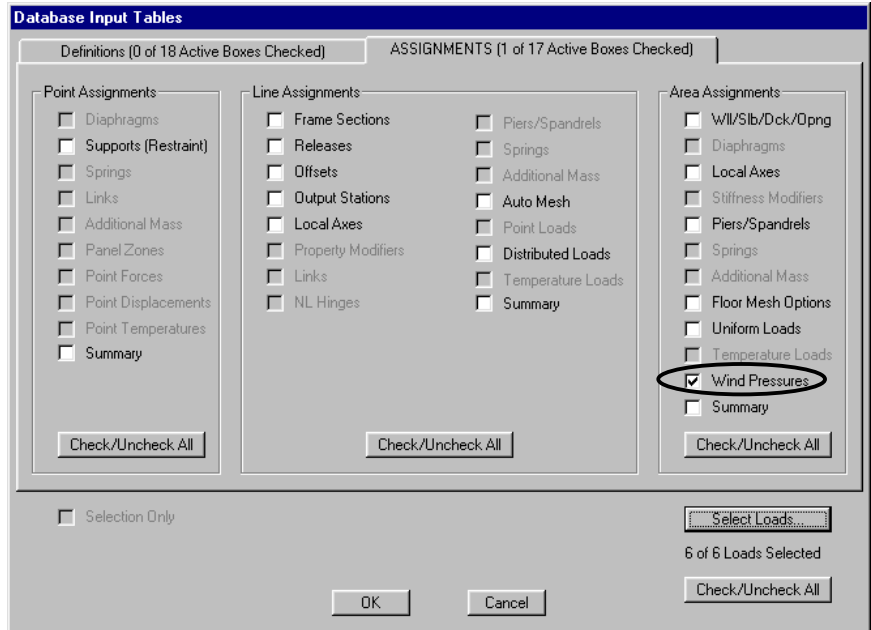 Database Input Tables
Definitions (0 of 18 Active Boxes Checked)
ASSIGNMENTS (1 of 17 Active Boxes Checked)
Point Assignments
Diaphragms
Supports (Restraint)
Springs
Links
Additional Mass
Panel Zones
Point Forces
Point Displacements
Point Temperatures
Summary
Check/Uncheck All
Line Assignments
Frame Sections
Releases
Offsets
Output Stations
Local Axes
Property Modifiers
Links
NL Hinges
Piers/Spandrels
Springs
Additional Mass
Auto Mesh
Point Loads
Distributed Loads
Temperature Loads
Summary
Check/Uncheck All
Area Assignments
Wll/Slb/Dck/Opng
Diaphragms
Local Axes
Stiffness Modifiers
Piers/Spandrels
Springs
Additional Mass
Floor Mesh Options
Uniform Loads
Temperature Loads
Wind Pressures
Summary
Check/Uncheck All
Selection Only
Select Loads...
6 of 6 Loads Selected
Check/Uncheck All
OK
Cancel